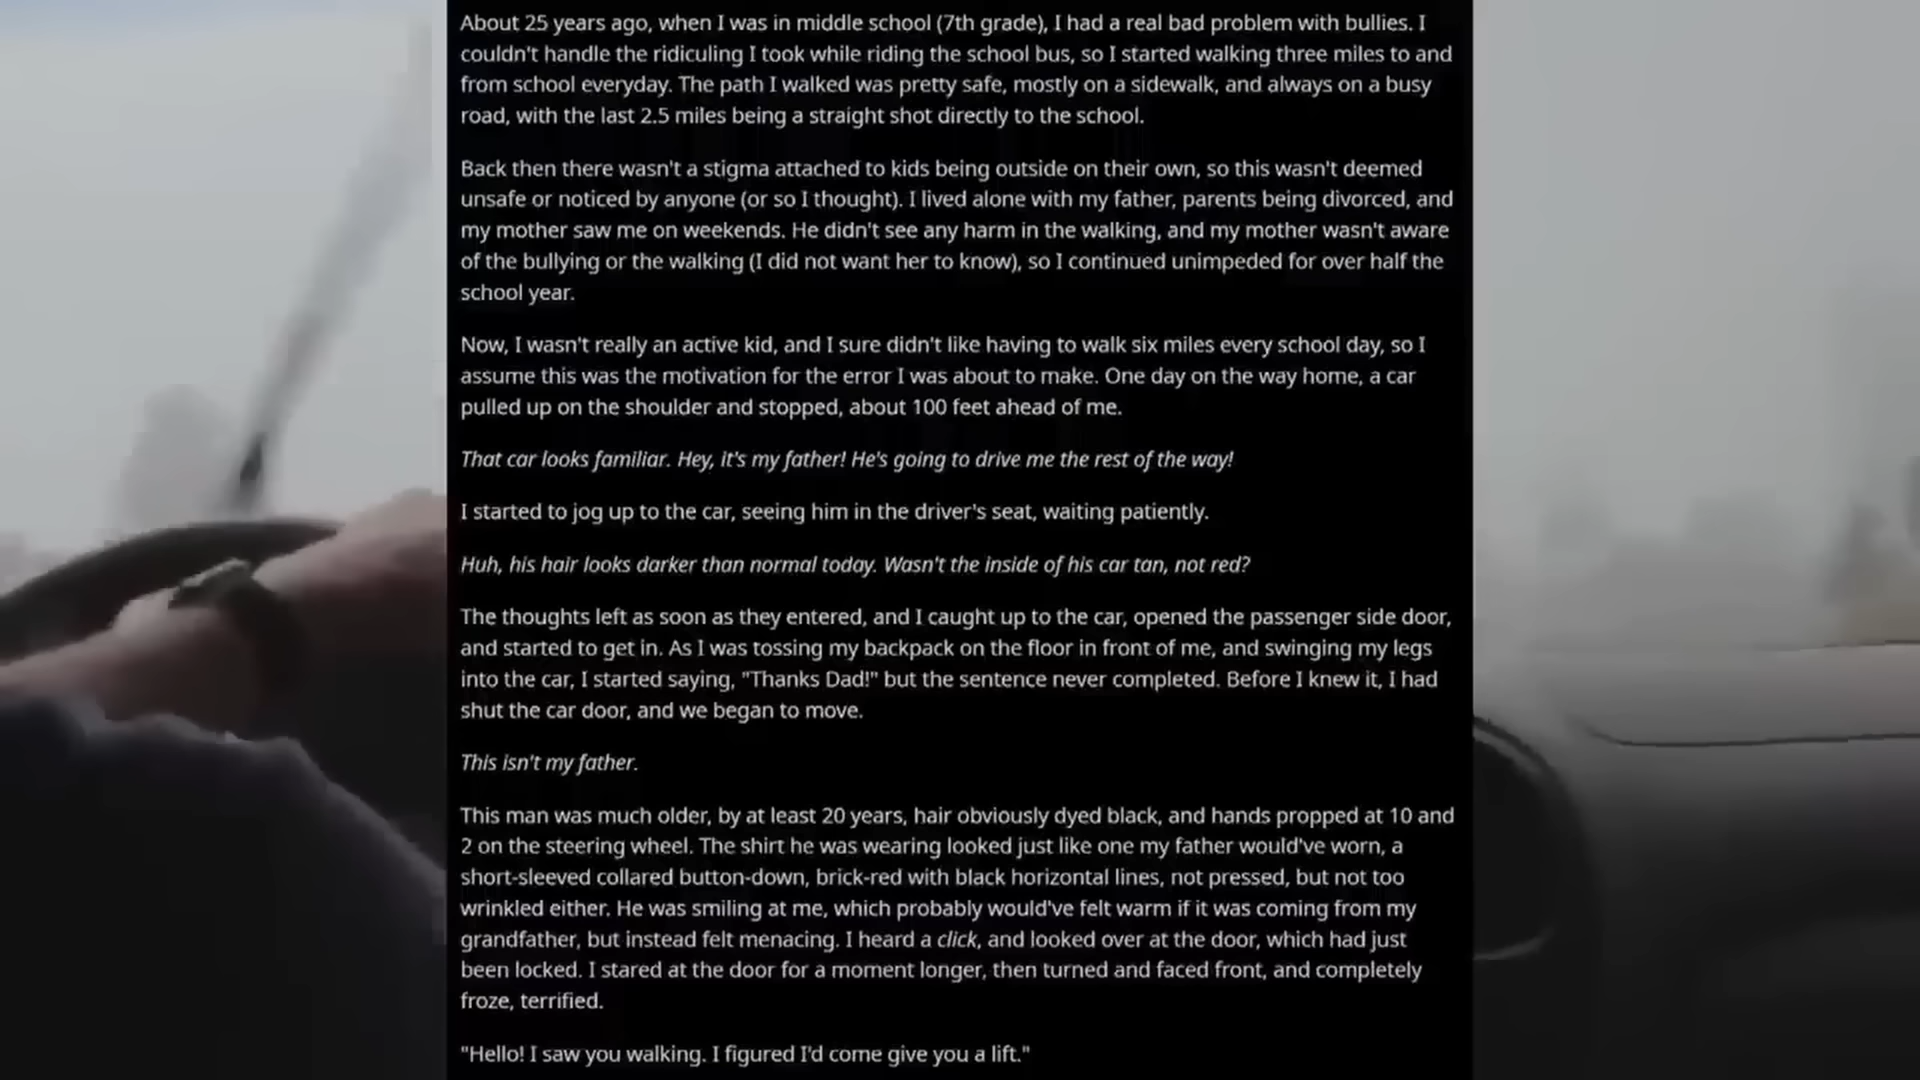 About 25 years ago, when I was in middle school (7th grade), I had a real bad problem with bullies. I
couldn't handle the ridiculing I took while riding the school bus, so I started walking three miles to and
from school everyday. The path I walked was pretty safe, mostly on a sidewalk, and always on a busy
road, with the last 2.5 miles being a straight shot directly to the school.
Back then there wasn't a stigma attached to kids being outside on their own, so this wasn't deemed
unsafe or noticed by anyone (or so I thought). I lived alone with my father, parents being divorced, and
my mother saw me on weekends. He didn't see any harm in the walking, and my mother wasn't aware
of the bullying or the walking (I did not want her to know), so I continued unimpeded for over half the
school year.
Now, I wasn't really an active kid, and I sure didn't like having to walk six miles every school day, so I
assume this was the motivation for the error I was about to make. One day on the way home, a car
pulled up on the shoulder and stopped, about 100 feet ahead of me.
That car looks familiar. Hey, it's my father! He's going to drive me the rest of the way!
I started to jog up to the car, seeing him in the driver's seat, waiting patiently.
Huh, his hair looks darker than normal today. Wasn't the inside of his car tan, not red?
The thoughts left as soon as they entered, and I caught up to the car, opened the passenger side door,
and started to get in. As I was tossing my backpack on the floor in front of me, and swinging my legs
into the car, I started saying, "Thanks Dad!" but the sentence never completed. Before I knew it, I had
shut the car door, and we began to move.
This isn't my father.
This man was much older, by at least 20 years, hair obviously dyed black, and hands propped at 10 and
2 on the steering wheel. The shirt he was wearing looked just like one my father would've worn, a
short-sleeved collared button-down, brick-red with black horizontal lines, not pressed, but not too
wrinkled either. He was smiling at me, which probably would've felt warm if it was coming from my
grandfather, but instead felt menacing. I heard a click, and looked over at the door, which had just
been locked. I stared at the door for a moment longer, then turned and faced front, and completely
froze, terrified.
"Hello! I saw you walking. I figured I'd come give you a lift."